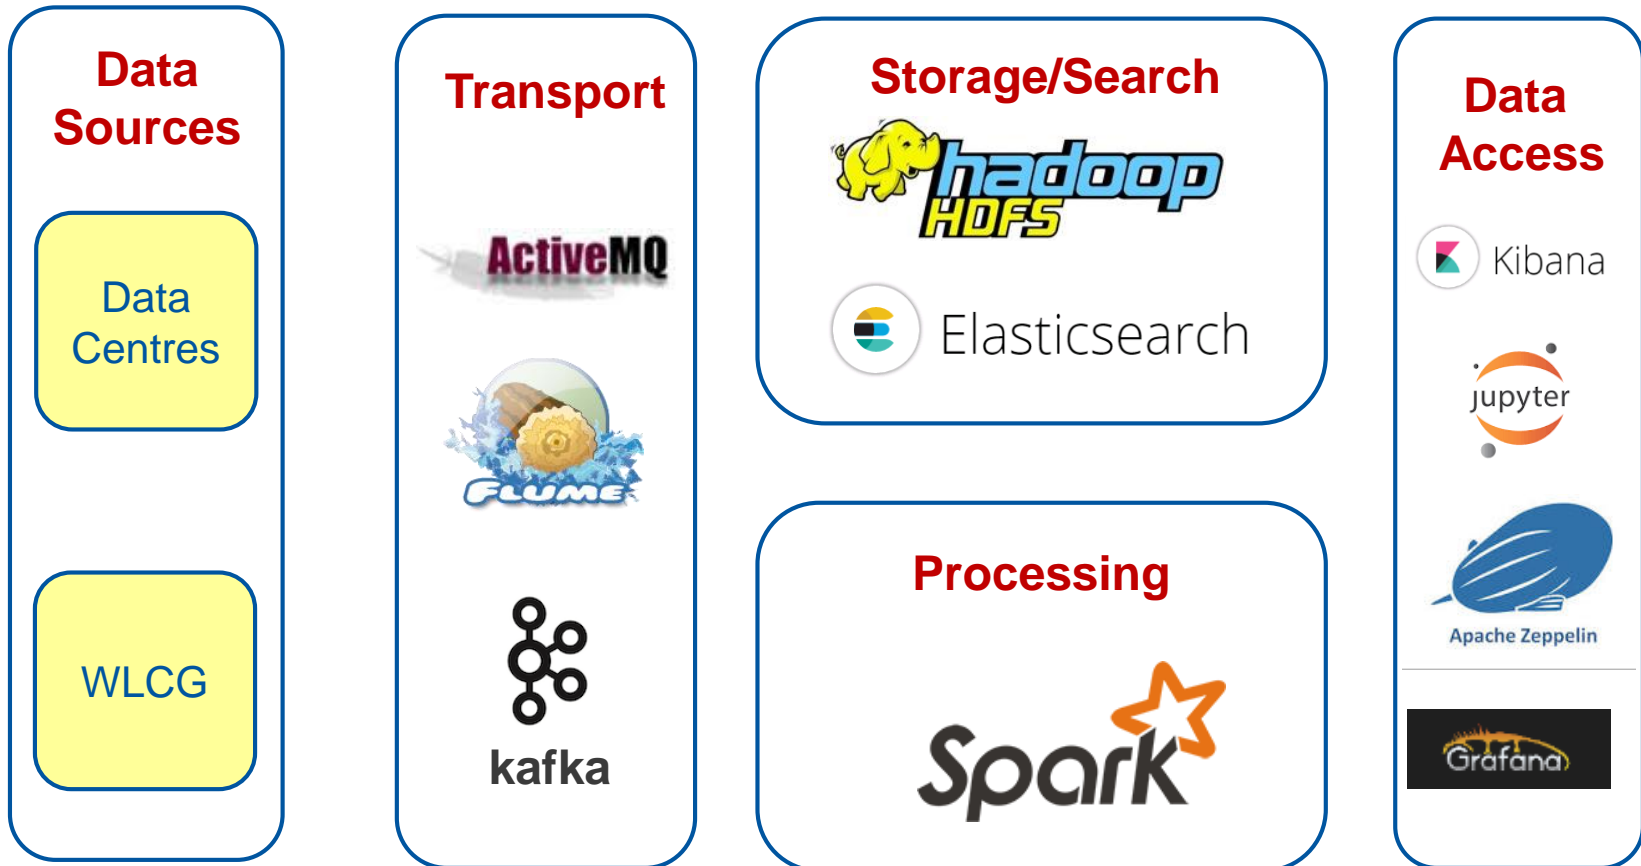 Data
Sources
Data
Centres
WLCG
Transport
ActiveMQ
FLUME
kafka
Storage/Search
hadoop
HDFS
Elasticsearch
Processing
Spark
Data
Access
Kibana
jupyter
Apache Zeppelin
Grafana